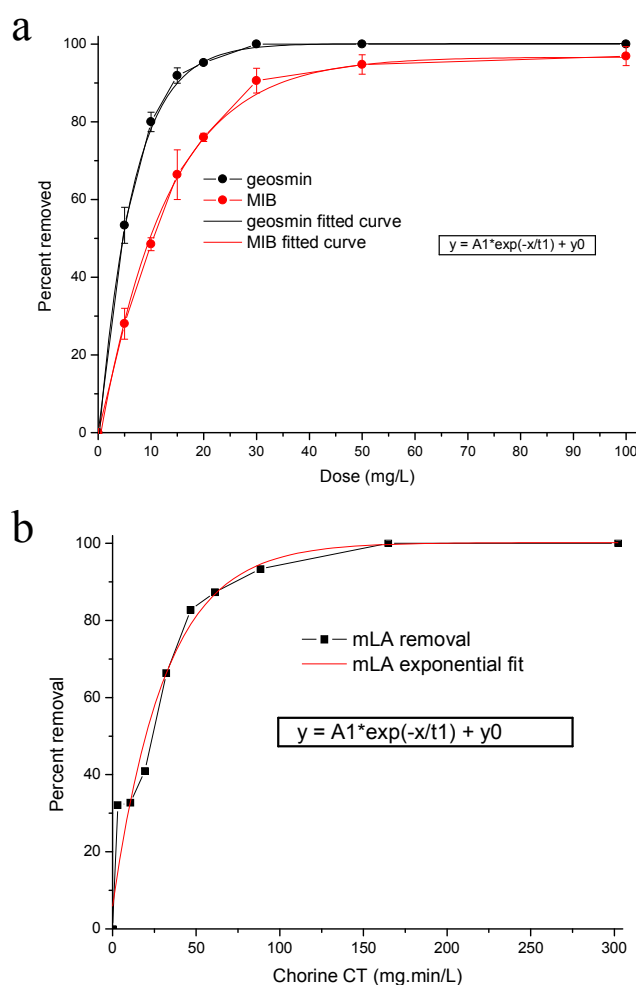 a
100
80
60
40
20
0
Percent removed
geosmin
MIB
geosmin fitted curve
MIB fitted curve
y = A1*exp(-x/t1) + y0
0 10 20 30 40 50 60 70 80 90 100
Dose (mg/L)
b
100
80
60
40
20
0
Percent removal
mLA removal
mLA exponential fit
y = A1*exp(-x/t1) + y0
0 50 100 150 200 250 300
Chorine CT (mg.min/L)